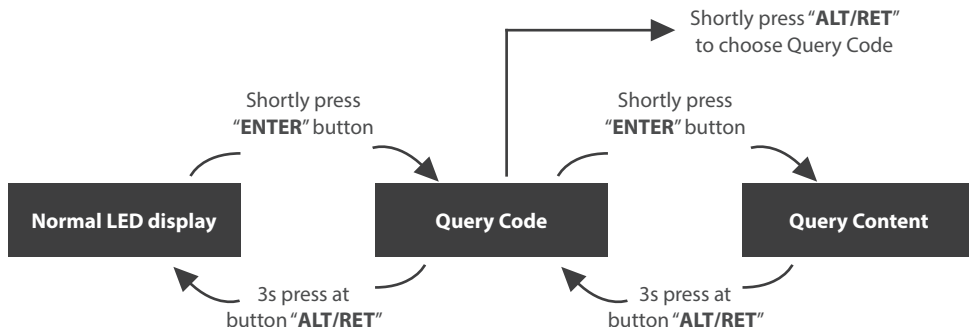 Shortly press “ALT/RET”
to choose Query Code
Shortly press
“ENTER” button
Shortly press
“ENTER” button
Normal LED display
Query Code
Query Content
3s press at
button “ALT/RET”
3s press at
button “ALT/RET”